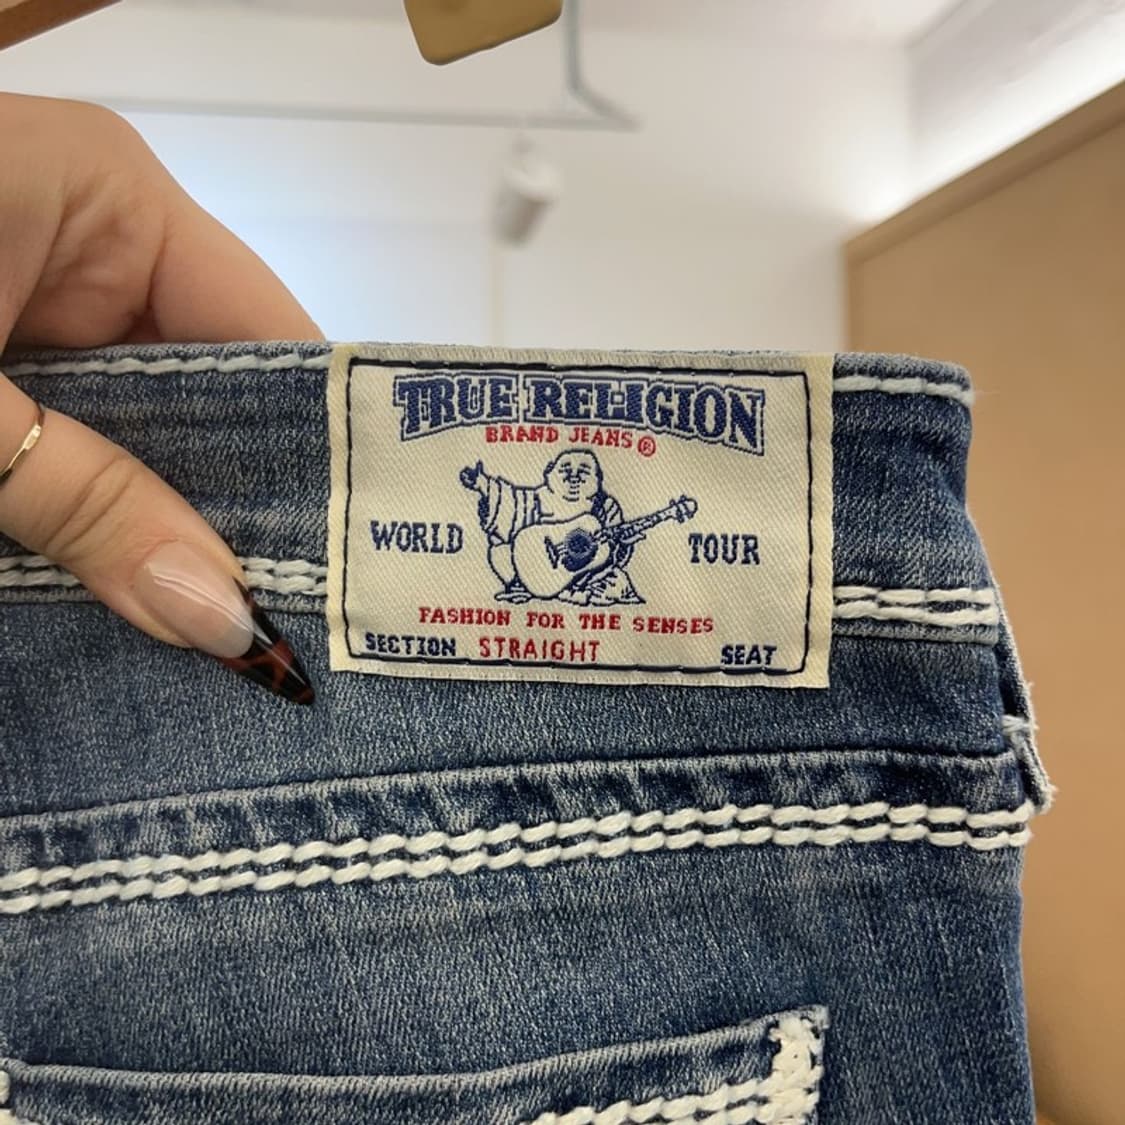 TRUE RELIGION
BRAND JEANS®
WORLD TOUR
FASHION FOR THE SENSES
SECTION STRAIGHT SEAT